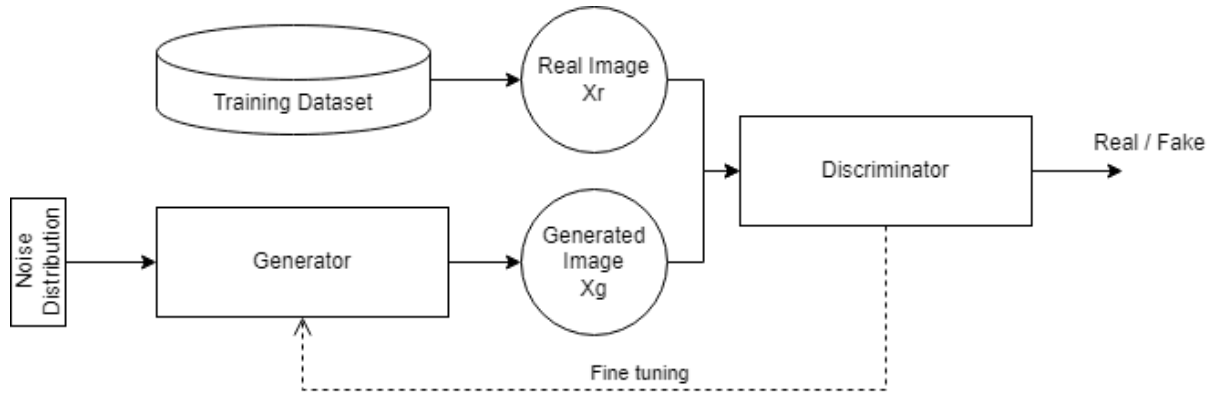 Training Dataset
Real Image
Xr
Real / Fake
Discriminator
Noise
Distribution
Generator
Generated
Image
Xg
Fine tuning